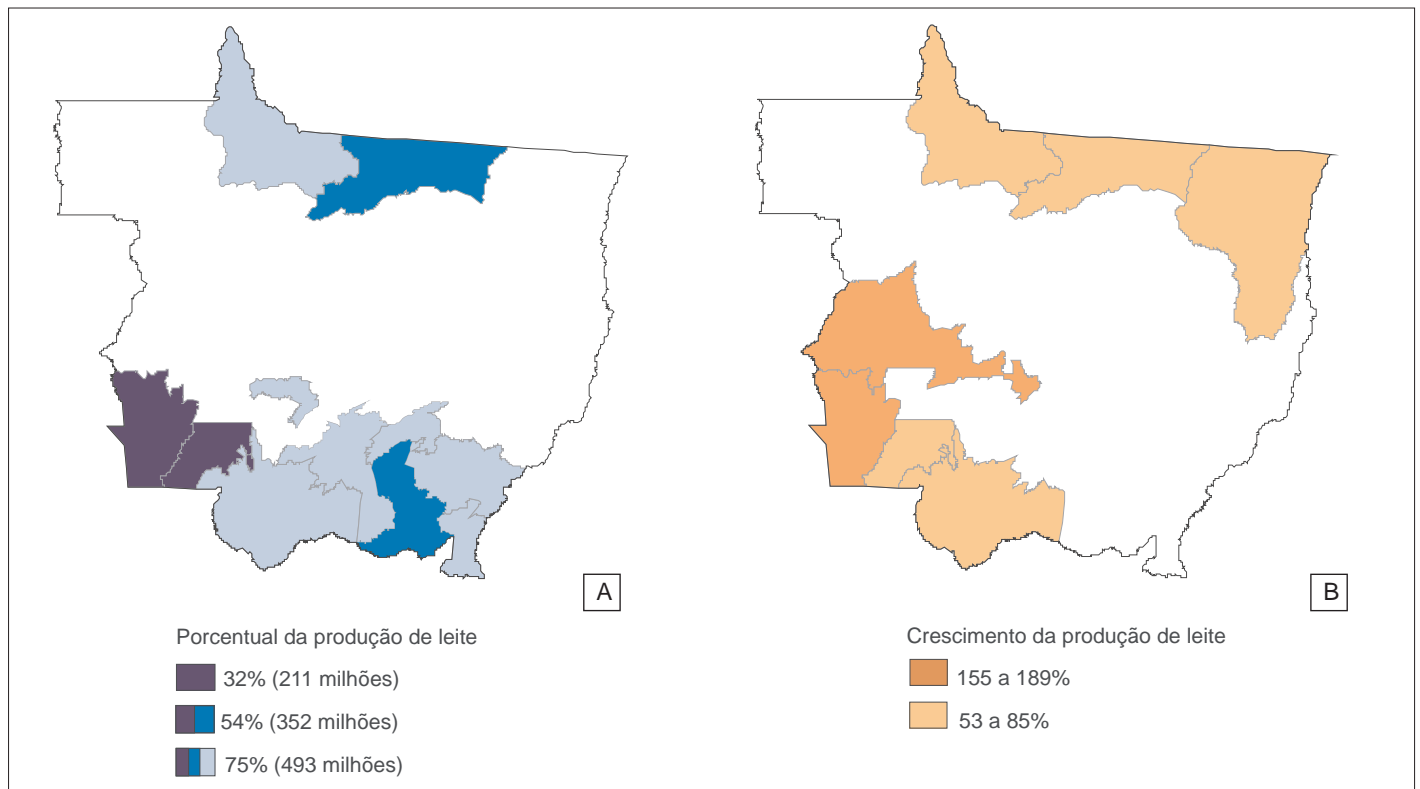 A
B
Porcentual da produção de leite
32% (211 milhões)
54% (352 milhões)
75% (493 milhões)
Crescimento da produção de leite
155 a 189%
53 a 85%